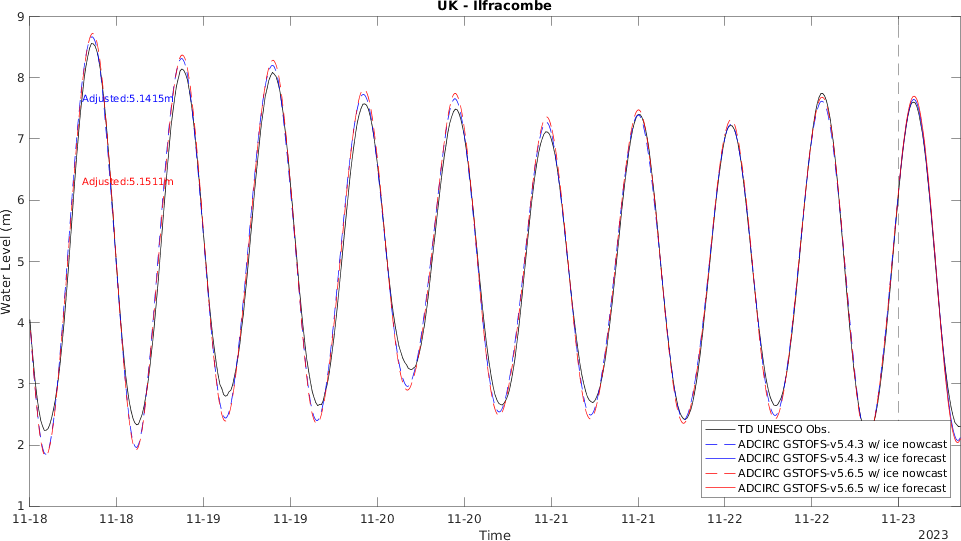 UK - Ilfracombe
9
8
7
6
5
4
3
2
1
Water Level (m)
Adjusted:5.1415m
Adjusted:5.1511m
TD UNESCO Obs.
ADCIRC GSTOFS-v5.4.3 w/ ice nowcast
ADCIRC GSTOFS-v5.4.3 w/ ice forecast
ADCIRC GSTOFS-v5.6.5 w/ ice nowcast
ADCIRC GSTOFS-v5.6.5 w/ ice forecast
11-18 11-18 11-19 11-19 11-20 11-20 11-21 11-21 11-22 11-22 11-23
Time
2023